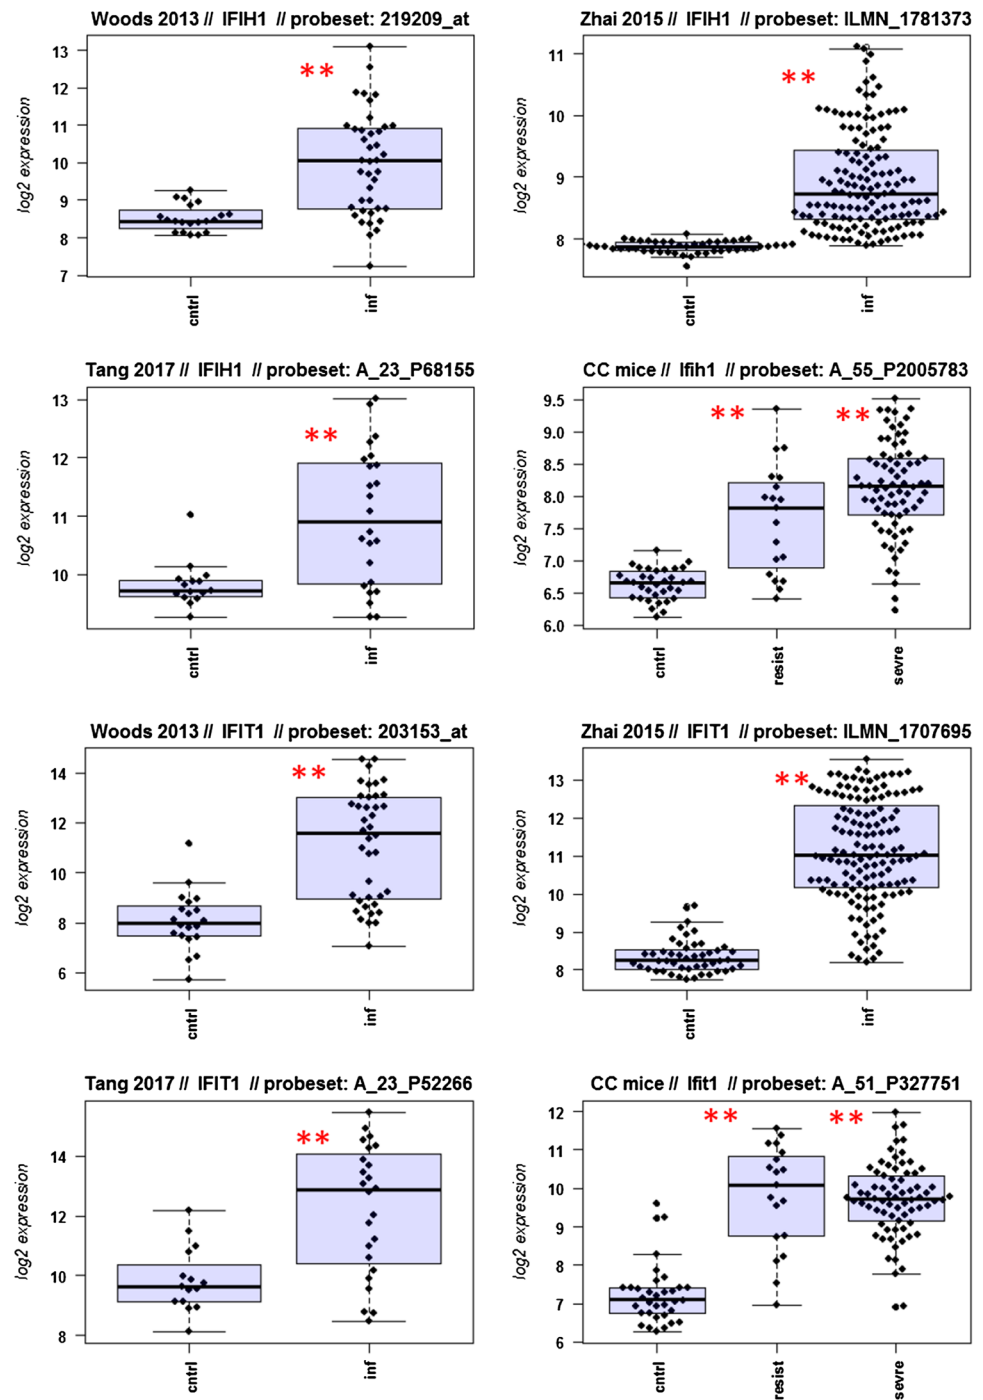 Woods 2013 // IFIH1 // probeset: 219209_at
log2 expression
13
12
11
10
9
8
7
**
cntrl
inf
Zhai 2015 // IFIH1 // probeset: ILMN_1781373
log2 expression
11
10
9
8
**
cntrl
inf
Tang 2017 // IFIH1 // probeset: A_23_P68155
log2 expression
13
12
11
10
**
cntrl
inf
CC mice // Ifih1 // probeset: A_55_P2005783
log2 expression
9.5
9.0
8.5
8.0
7.5
7.0
6.5
6.0
**
**
cntrl
resist
sevre
Woods 2013 // IFIT1 // probeset: 203153_at
log2 expression
14
12
10
8
6
**
cntrl
inf
Zhai 2015 // IFIT1 // probeset: ILMN_1707695
log2 expression
13
12
11
10
9
8
**
cntrl
inf
Tang 2017 // IFIT1 // probeset: A_23_P52266
log2 expression
14
12
10
8
**
cntrl
inf
CC mice // Ifit1 // probeset: A_51_P327751
log2 expression
12
11
10
9
8
7
6
**
**
cntrl
resist
sevre